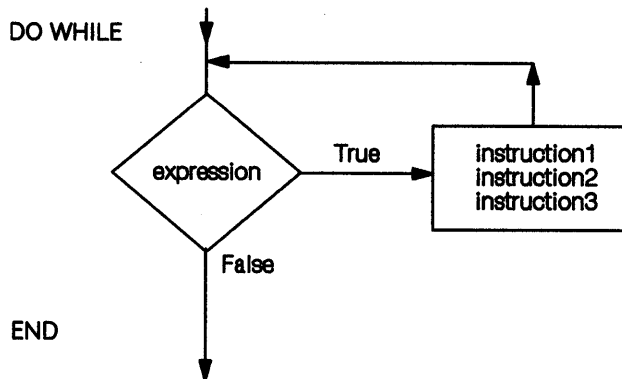 DO WHILE
expression
True
instruction1
instruction2
instruction3
False
END